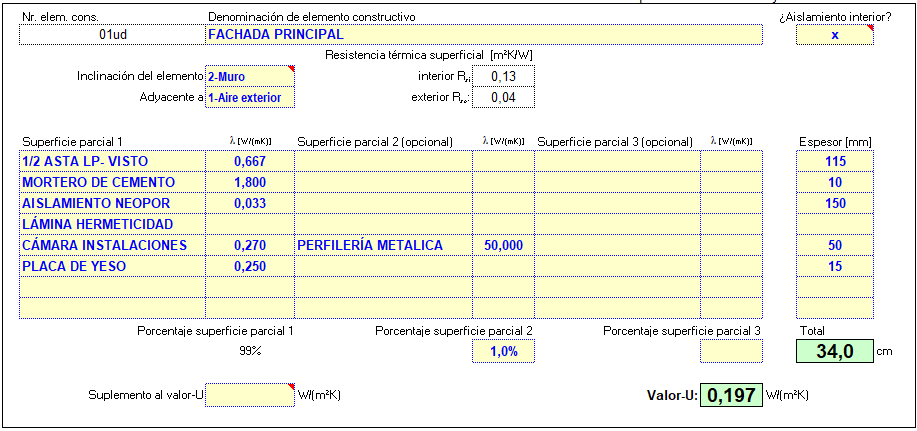 Nr. elem. cons. Denominación de elemento constructivo ¿Aislamiento interior?
01ud FACHADA PRINCIPAL x
Resistencia térmica superficial [m²K/W]
Inclinación del elemento 2-Muro interior Rsi 0,13
Adyacente a 1-Aire exterior exterior Rse: 0,04
Superficie parcial 1 λ [W/(mK)] Superficie parcial 2 (opcional) λ [W/(mK)] Superficie parcial 3 (opcional) λ [W/(mK)] Espesor [mm]
1/2 ASTA LP- VISTO 0,667 115
MORTERO DE CEMENTO 1,800 10
AISLAMIENTO NEOPOR 0,033 150
LÁMINA HERMETICIDAD
CÁMARA INSTALACIONES 0,270 PERFILERÍA METALICA 50,000 50
PLACA DE YESO 0,250 15
Porcentaje superficie parcial 1 Porcentaje superficie parcial 2 Porcentaje superficie parcial 3 Total
99% 1,0% 34,0 cm
Suplemento al valor-U W/(m²K) Valor-U: 0,197 W/(m²K)